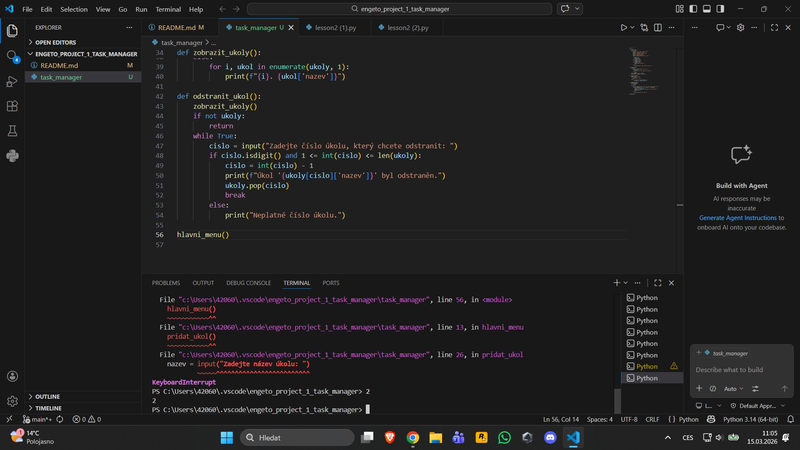 File Edit Selection View Go Run Terminal Help
engeto_project_1_task_manager
EXPLORER
README.md M
task_manager U
lesson2 (1).py
lesson2 (2).py
OPEN EDITORS
ENGETO_PROJECT_1_TASK_MANAGER
README.md M
task_manager U
OUTLINE
TIMELINE
task_manager > ...
34 def zobrazit_ukoly():
39 for i, ukol in enumerate(ukoly, 1):
40 print(f"{i}. {ukol['nazev']}")
41
42 def odstranit_ukol():
43 zobrazit_ukoly()
44 if not ukoly:
45 return
46 while True:
47 cislo = input("Zadejte číslo úkolu, který chcete odstranit: ")
48 if cislo.isdigit() and 1 <= int(cislo) <= len(ukoly):
49 cislo = int(cislo) - 1
50 print(f"Úkol '{ukoly[cislo]['nazev']}' byl odstraněn.")
51 ukoly.pop(cislo)
52 break
53 else:
54 print("Neplatné číslo úkolu.")
55
56 hlavni_menu()
57
PROBLEMS OUTPUT DEBUG CONSOLE TERMINAL PORTS
File "c:\Users\42060\.vscode\engeto_project_1_task_manager\task_manager", line 56, in <module>
hlavni_menu()
~~~~~~~~~~~^^
File "c:\Users\42060\.vscode\engeto_project_1_task_manager\task_manager", line 13, in hlavni_menu
pridat_ukol()
~~~~~~~~~~~^^
File "c:\Users\42060\.vscode\engeto_project_1_task_manager\task_manager", line 26, in pridat_ukol
nazev = input("Zadejte název úkolu: ")
KeyboardInterrupt
PS C:\Users\42060\.vscode\engeto_project_1_task_manager> 2
2
PS C:\Users\42060\.vscode\engeto_project_1_task_manager>
Python
Python
Python
Python
Python
Python
Python
Python
Build with Agent
AI responses may be
inaccurate
Generate Agent Instructions to
onboard AI onto your codebase.
task_manager
Describe what to build
Auto
Default Appr...
main*+
0 0
Ln 56, Col 14 Spaces: 4 UTF-8 CRLF {} Python Python 3.14 (64-bit)
14°C
Polojasno
Hledat
CES
11:05
15.03.2026